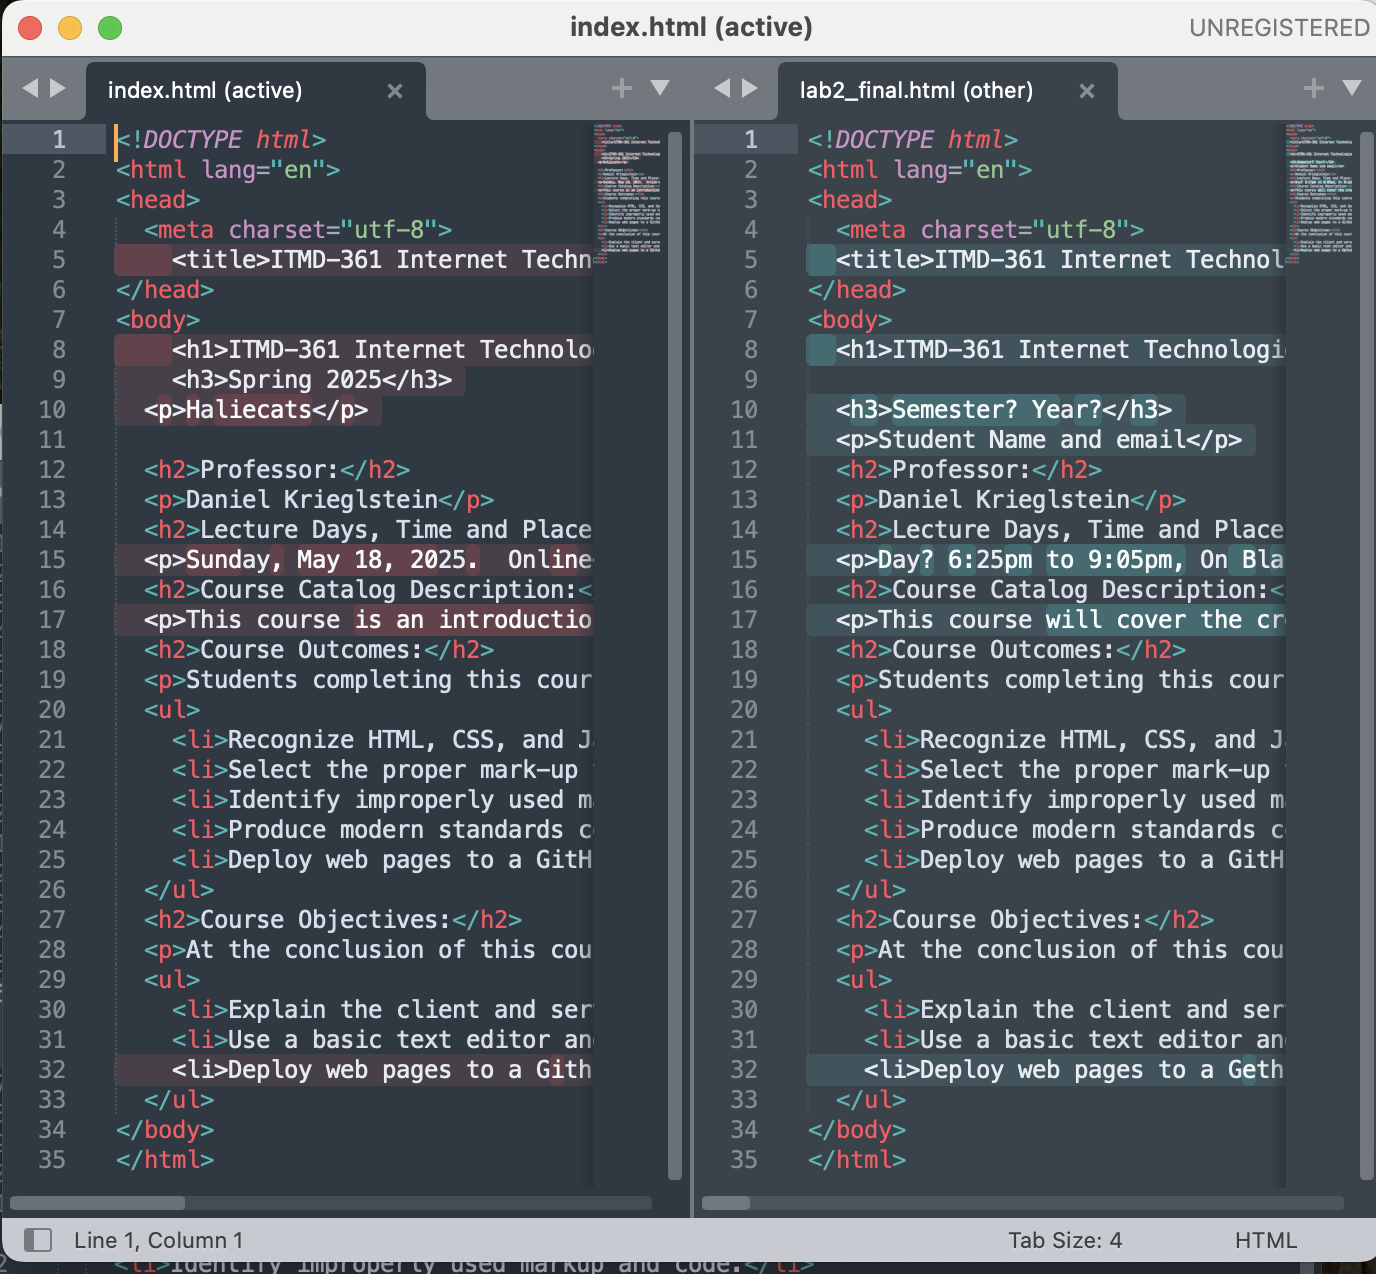 index.html (active)
UNREGISTERED
index.html (active)
1 <!DOCTYPE html>
2 <html lang="en">
3 <head>
4 <meta charset="utf-8">
5 <title>ITMD-361 Internet Techn
6 </head>
7 <body>
8 <h1>ITMD-361 Internet Technolo
9 <h3>Spring 2025</h3>
10 <p>Haliecats</p>
11
12 <h2>Professor:</h2>
13 <p>Daniel Krieglstein</p>
14 <h2>Lecture Days, Time and Place
15 <p>Sunday, May 18, 2025.  Online
16 <h2>Course Catalog Description:<
17 <p>This course is an introductio
18 <h2>Course Outcomes:</h2>
19 <p>Students completing this cour
20 <ul>
21 <li>Recognize HTML, CSS, and J
22 <li>Select the proper mark-up
23 <li>Identify improperly used m
24 <li>Produce modern standards c
25 <li>Deploy web pages to a GitH
26 </ul>
27 <h2>Course Objectives:</h2>
28 <p>At the conclusion of this cou
29 <ul>
30 <li>Explain the client and ser
31 <li>Use a basic text editor an
32 <li>Deploy web pages to a Gith
33 </ul>
34 </body>
35 </html>
lab2_final.html (other)
1 <!DOCTYPE html>
2 <html lang="en">
3 <head>
4 <meta charset="utf-8">
5 <title>ITMD-361 Internet Technol
6 </head>
7 <body>
8 <h1>ITMD-361 Internet Technologi
9
10 <h3>Semester? Year?</h3>
11 <p>Student Name and email</p>
12 <h2>Professor:</h2>
13 <p>Daniel Krieglstein</p>
14 <h2>Lecture Days, Time and Place
15 <p>Day? 6:25pm to 9:05pm, On Bla
16 <h2>Course Catalog Description:<
17 <p>This course will cover the cr
18 <h2>Course Outcomes:</h2>
19 <p>Students completing this cour
20 <ul>
21 <li>Recognize HTML, CSS, and J
22 <li>Select the proper mark-up
23 <li>Identify improperly used m
24 <li>Produce modern standards c
25 <li>Deploy web pages to a GitH
26 </ul>
27 <h2>Course Objectives:</h2>
28 <p>At the conclusion of this cou
29 <ul>
30 <li>Explain the client and ser
31 <li>Use a basic text editor an
32 <li>Deploy web pages to a Geth
33 </ul>
34 </body>
35 </html>
Line 1, Column 1
Tab Size: 4
HTML
<li>Identify improperly used markup and code.</li>